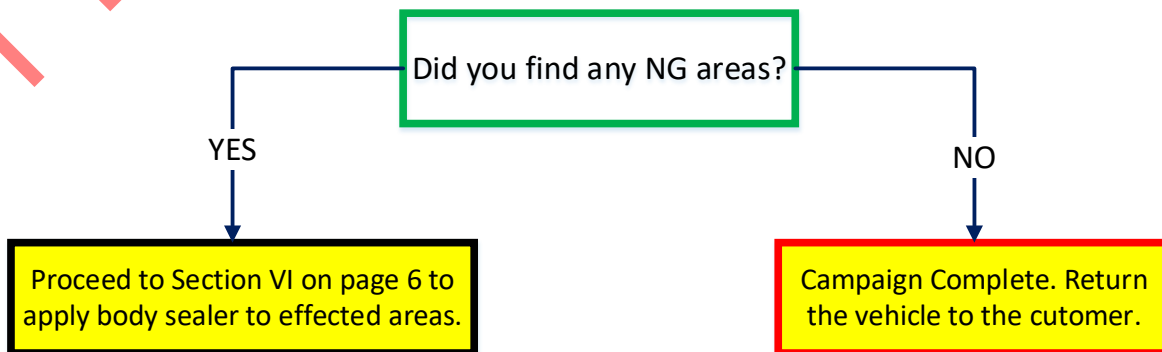 Did you find any NG areas?
YES
NO
Proceed to Section VI on page 6 to
apply body sealer to effected areas.
Campaign Complete. Return
the vehicle to the cutomer.